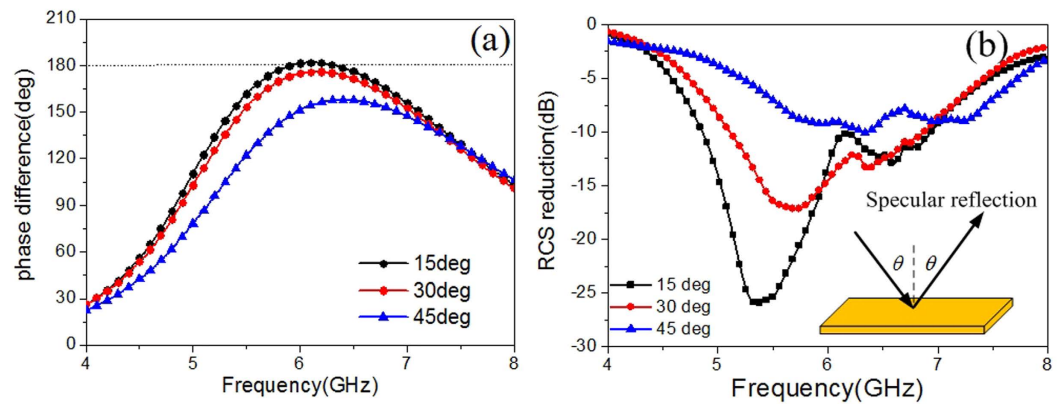 (a)
phase difference(deg)
210
180
150
120
90
60
30
0
15deg
30deg
45deg
4
5
6
7
8
Frequency(GHz)
(b)
RCS reduction(dB)
0
-5
-10
-15
-20
-25
-30
Specular reflection
θ
θ
15 deg
30 deg
45 deg
4
5
6
7
8
Frequency(GHz)